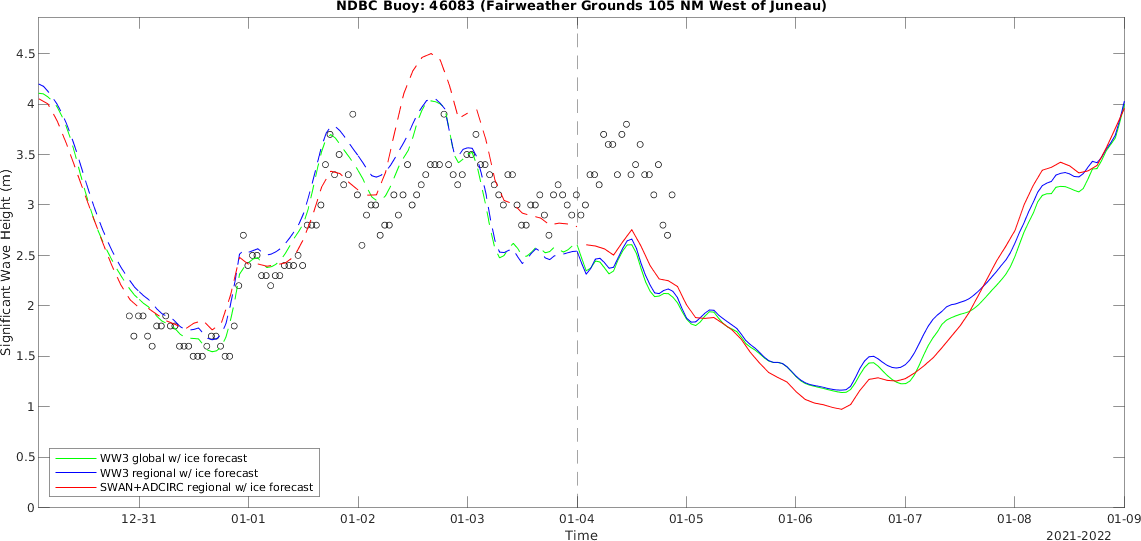 NDBC Buoy: 46083 (Fairweather Grounds 105 NM West of Juneau)
Significant Wave Height (m)
4.5
4
3.5
3
2.5
2
1.5
1
0.5
0
WW3 global w/ ice forecast
WW3 regional w/ ice forecast
SWAN+ADCIRC regional w/ ice forecast
12-31 01-01 01-02 01-03 01-04 01-05 01-06 01-07 01-08 01-09
Time
2021-2022